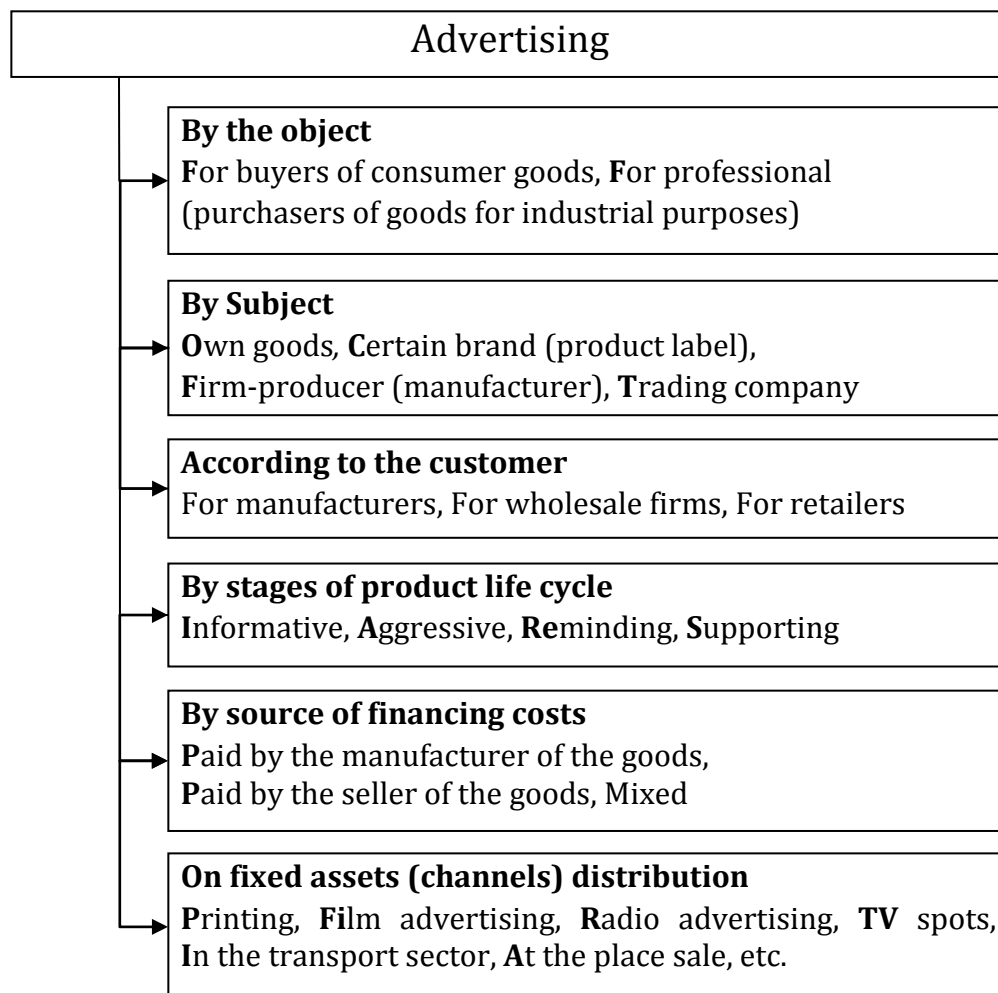 Advertising
By the object
For buyers of consumer goods, For professional
(purchasers of goods for industrial purposes)
By Subject
Own goods, Certain brand (product label),
Firm-producer (manufacturer), Trading company
According to the customer
For manufacturers, For wholesale firms, For retailers
By stages of product life cycle
Informative, Aggressive, Reminding, Supporting
By source of financing costs
Paid by the manufacturer of the goods,
Paid by the seller of the goods, Mixed
On fixed assets (channels) distribution
Printing, Film advertising, Radio advertising, TV spots,
In the transport sector, At the place sale, etc.